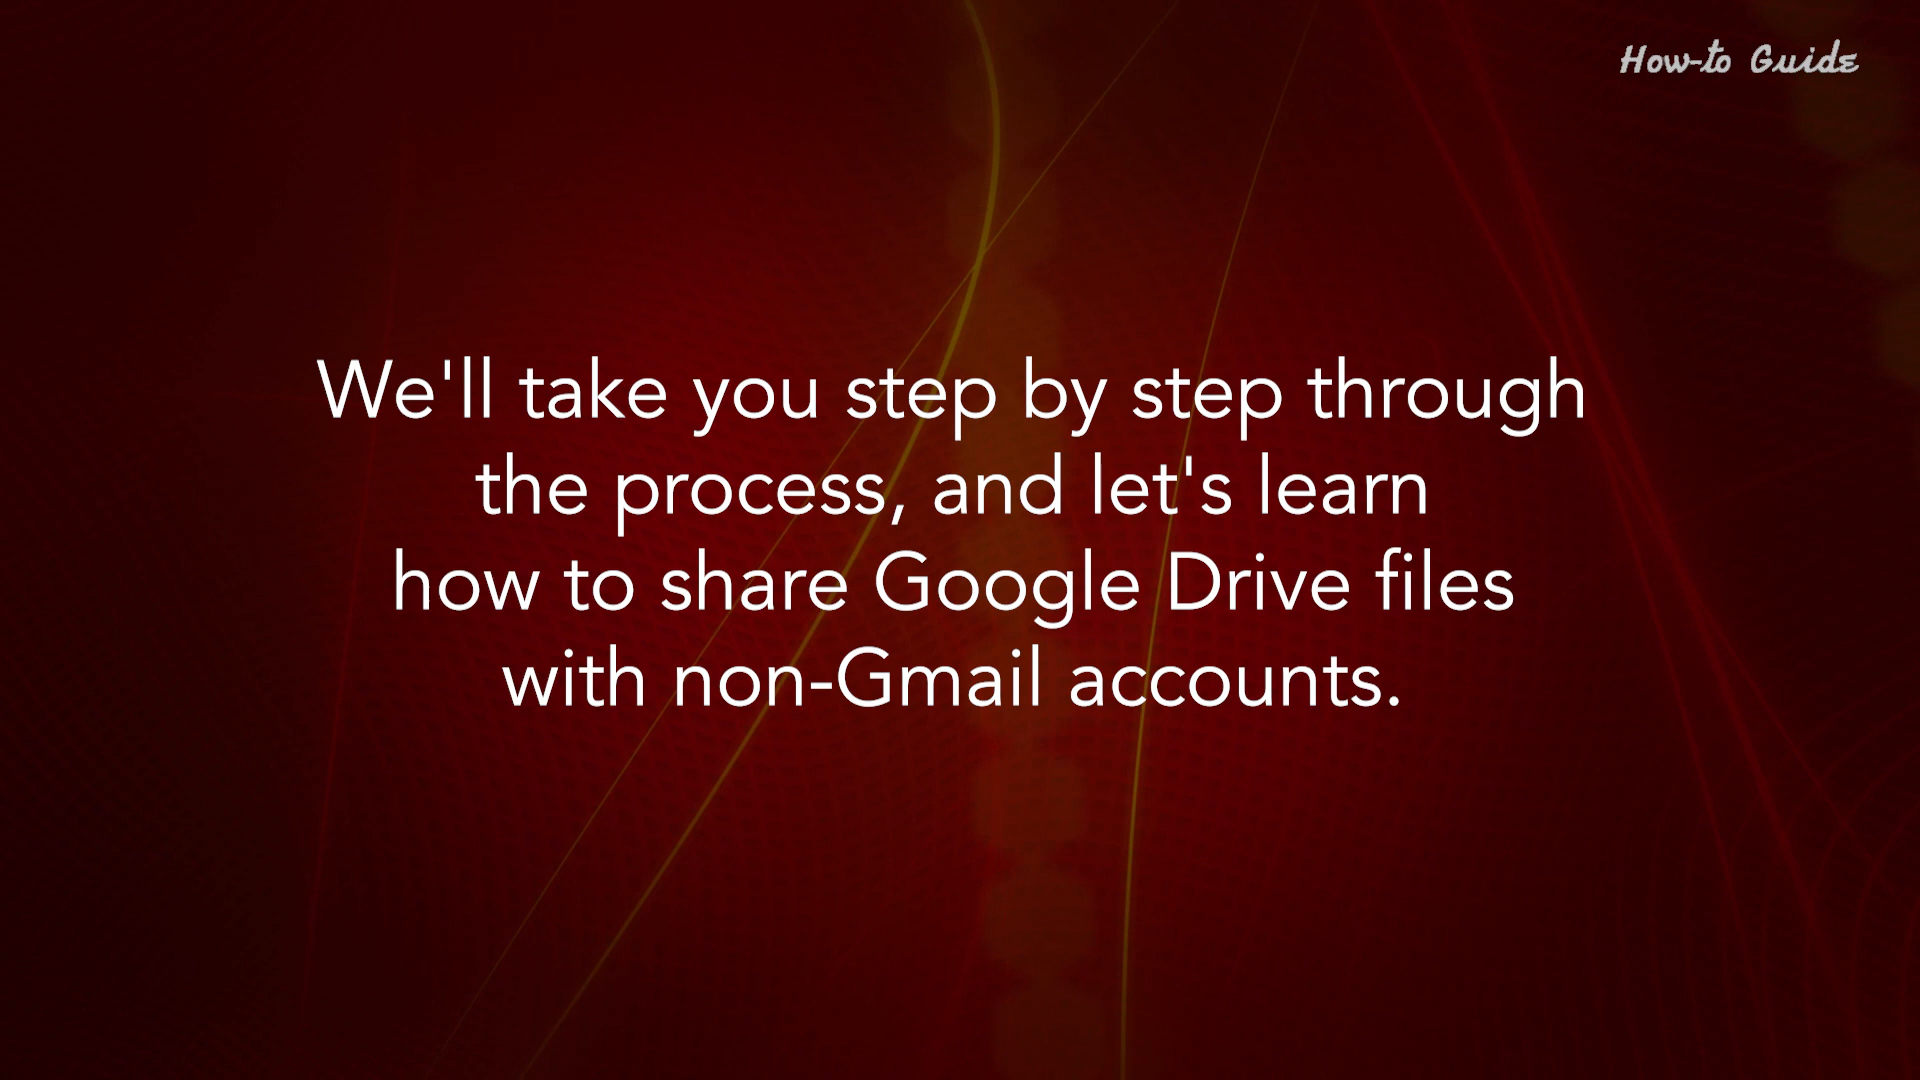 How-to Guide
We'll take you step by step through
the process, and let's learn
how to share Google Drive files
with non-Gmail accounts.